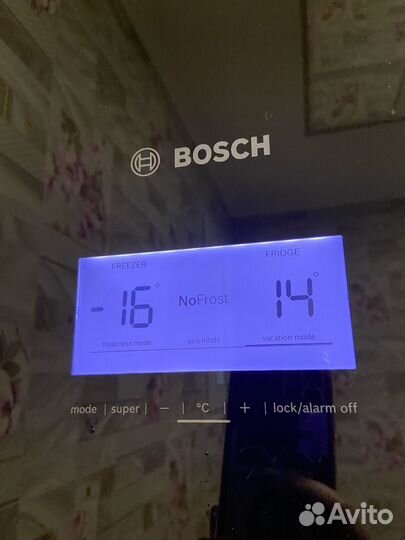 BOSCH
FREEZER FRIDGE
-16° NoFrost 14°
freshness mode eco mode vacation mode
mode | super | − | °C | + | lock/alarm off
Avito